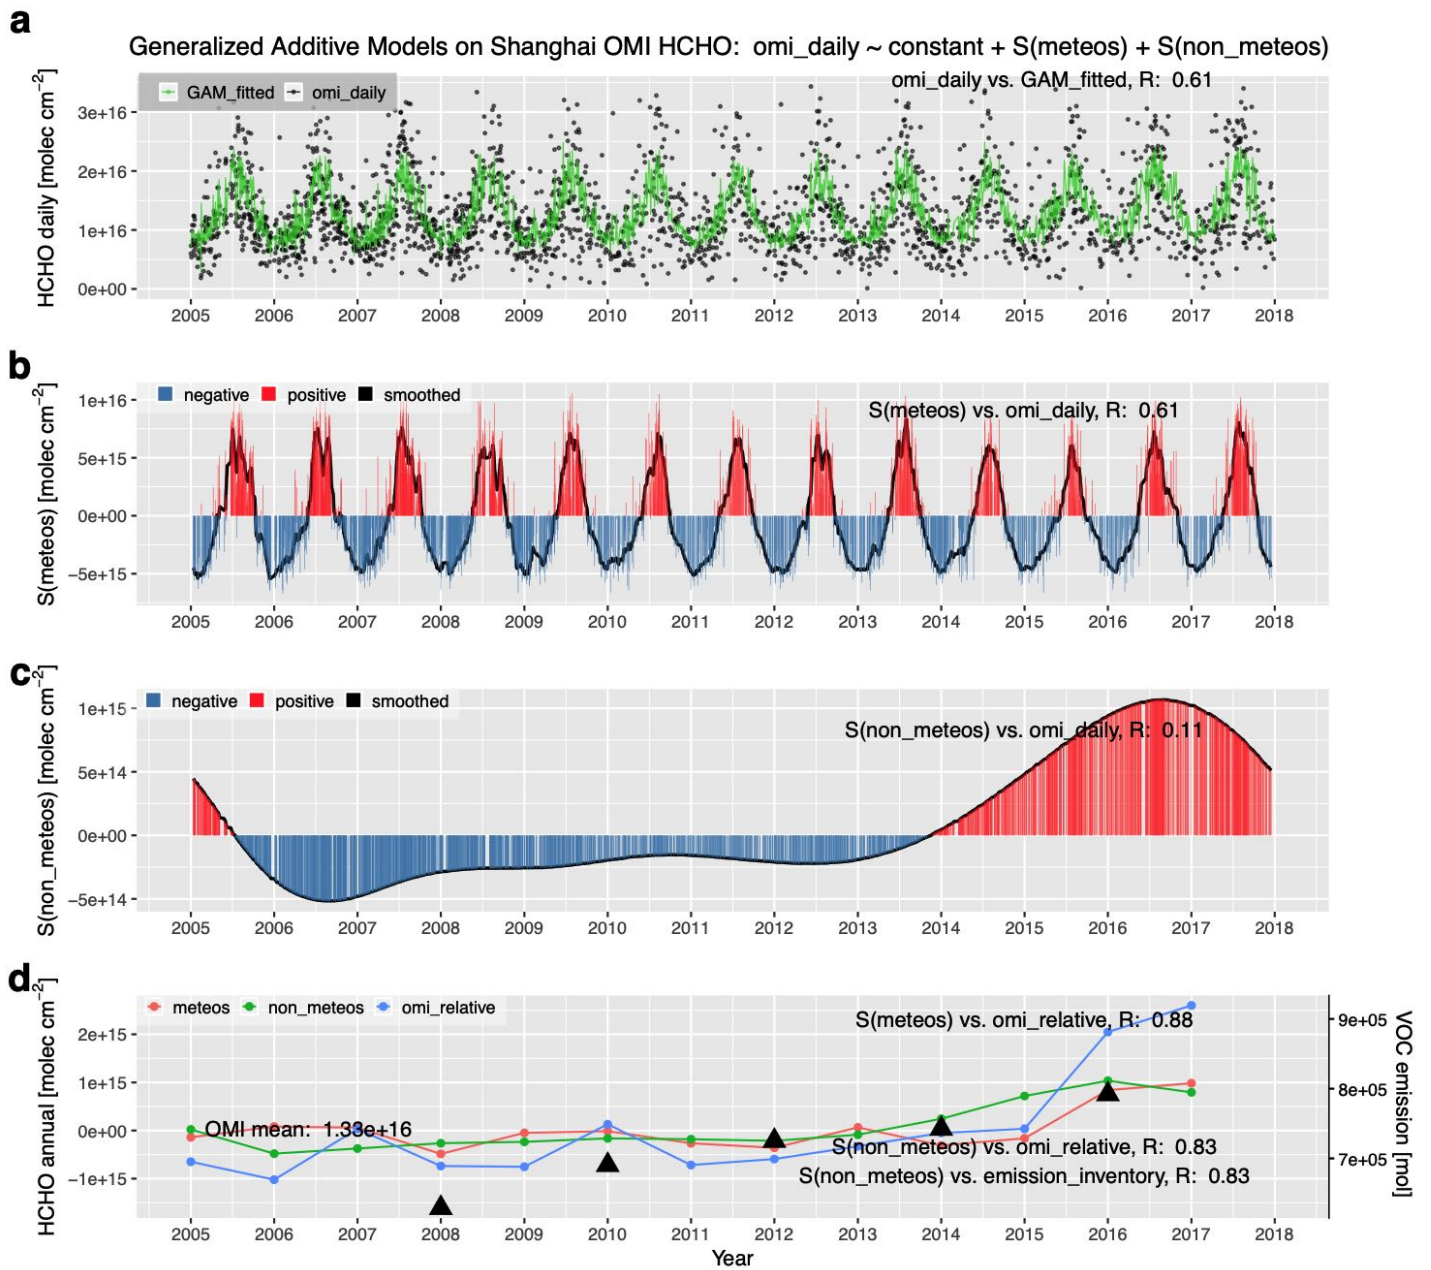 a
Generalized Additive Models on Shanghai OMI HCHO: omi_daily ~ constant + S(meteos) + S(non_meteos)
HCHO daily [molec cm−2]
GAM_fitted omi_daily
omi_daily vs. GAM_fitted, R: 0.61
3e+16
2e+16
1e+16
0e+00
2005 2006 2007 2008 2009 2010 2011 2012 2013 2014 2015 2016 2017 2018
b
S(meteos) [molec cm−2]
negative positive smoothed
S(meteos) vs. omi_daily, R: 0.61
1e+16
5e+15
0e+00
−5e+15
2005 2006 2007 2008 2009 2010 2011 2012 2013 2014 2015 2016 2017 2018
c
S(non_meteos) [molec cm−2]
negative positive smoothed
S(non_meteos) vs. omi_daily, R: 0.11
1e+15
5e+14
0e+00
−5e+14
2005 2006 2007 2008 2009 2010 2011 2012 2013 2014 2015 2016 2017 2018
d
HCHO annual [molec cm−2]
meteos non_meteos omi_relative
S(meteos) vs. omi_relative, R: 0.88
2e+15
1e+15
0e+00
−1e+15
OMI mean: 1.33e+16
S(non_meteos) vs. omi_relative, R: 0.83
S(non_meteos) vs. emission_inventory, R: 0.83
9e+05
8e+05
7e+05
VOC emission [mol]
2005 2006 2007 2008 2009 2010 2011 2012 2013 2014 2015 2016 2017 2018
Year